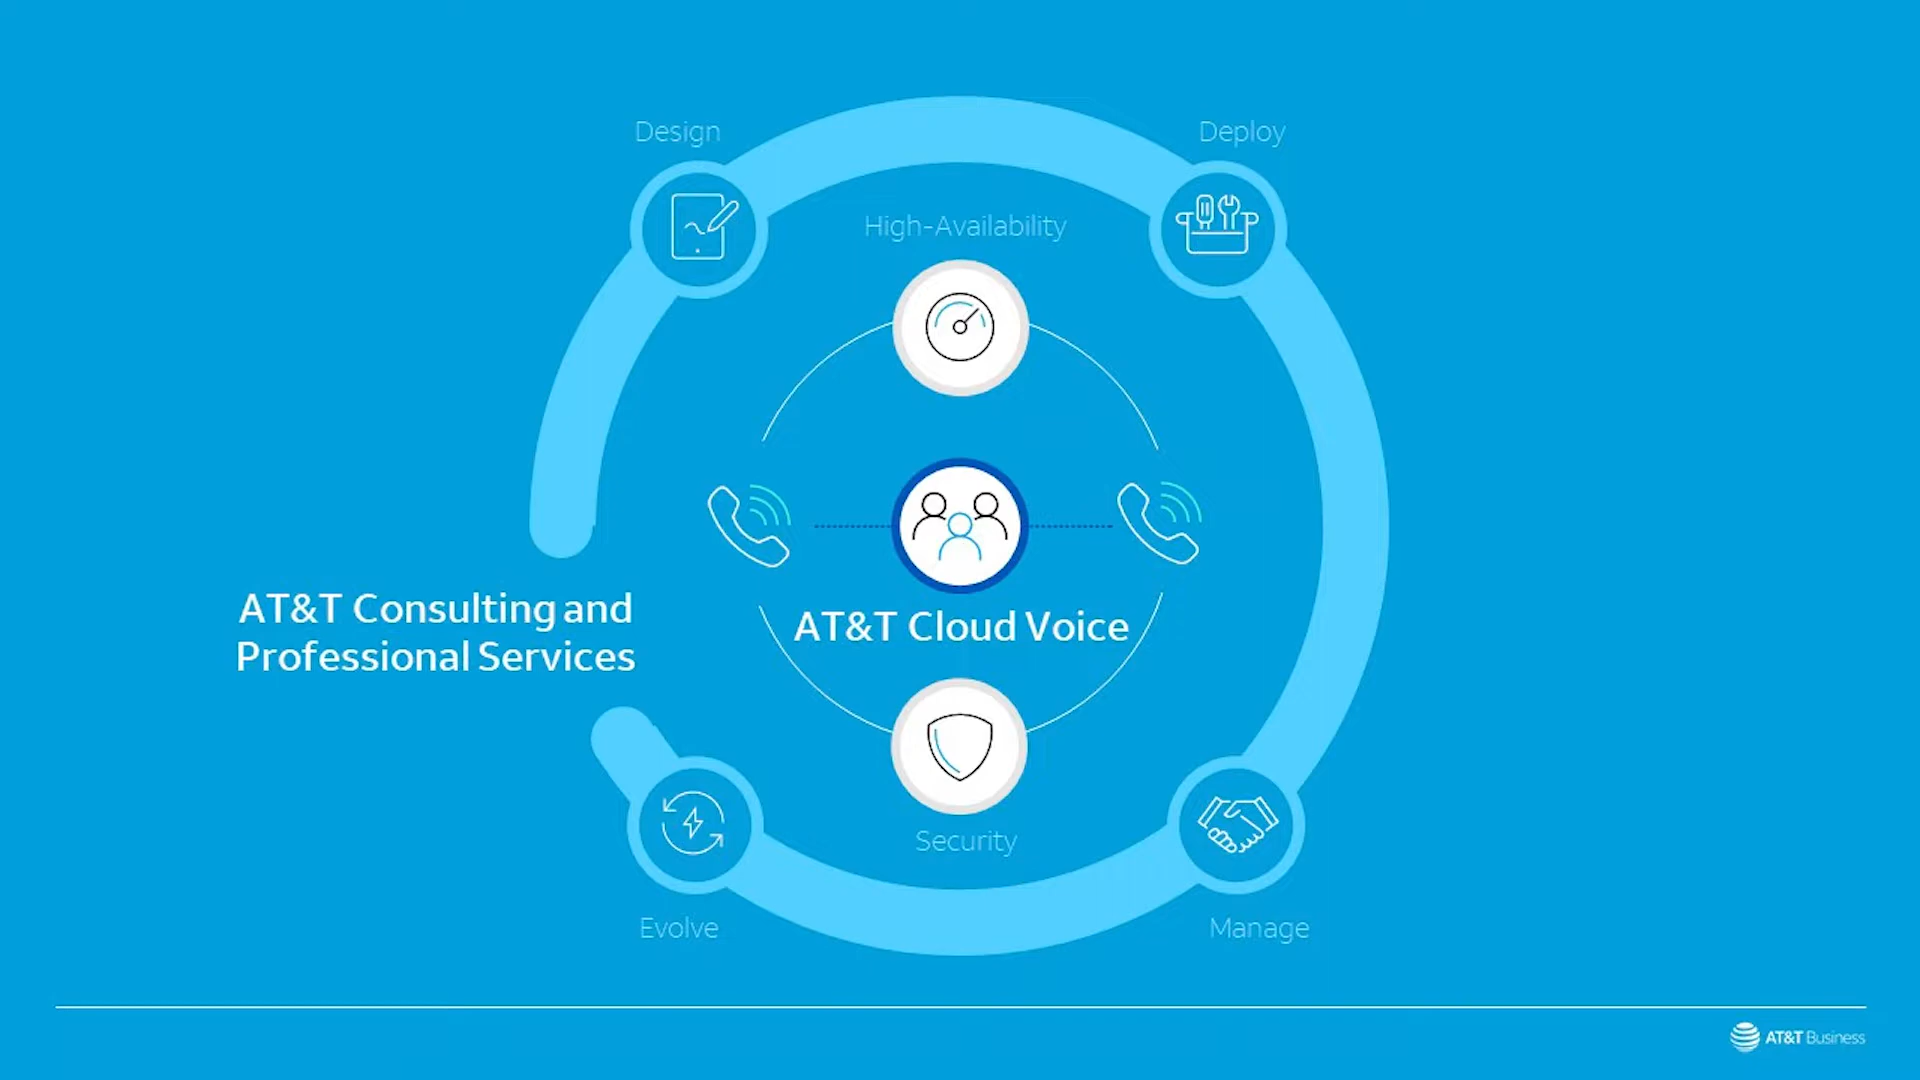 Design
Deploy
High-Availability
AT&T Consulting and
Professional Services
AT&T Cloud Voice
Security
Evolve
Manage
AT&T Business